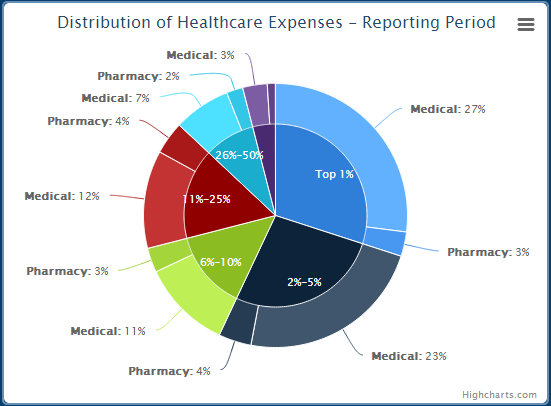 Distribution of Healthcare Expenses - Reporting Period
Medical: 3%
Pharmacy: 2%
Medical: 7%
Pharmacy: 4%
Medical: 27%
26%-50%
Top 1%
Medical: 12%
11%-25%
Pharmacy: 3%
Pharmacy: 3%
6%-10%
2%-5%
Medical: 11%
Medical: 23%
Pharmacy: 4%
Highcharts.com